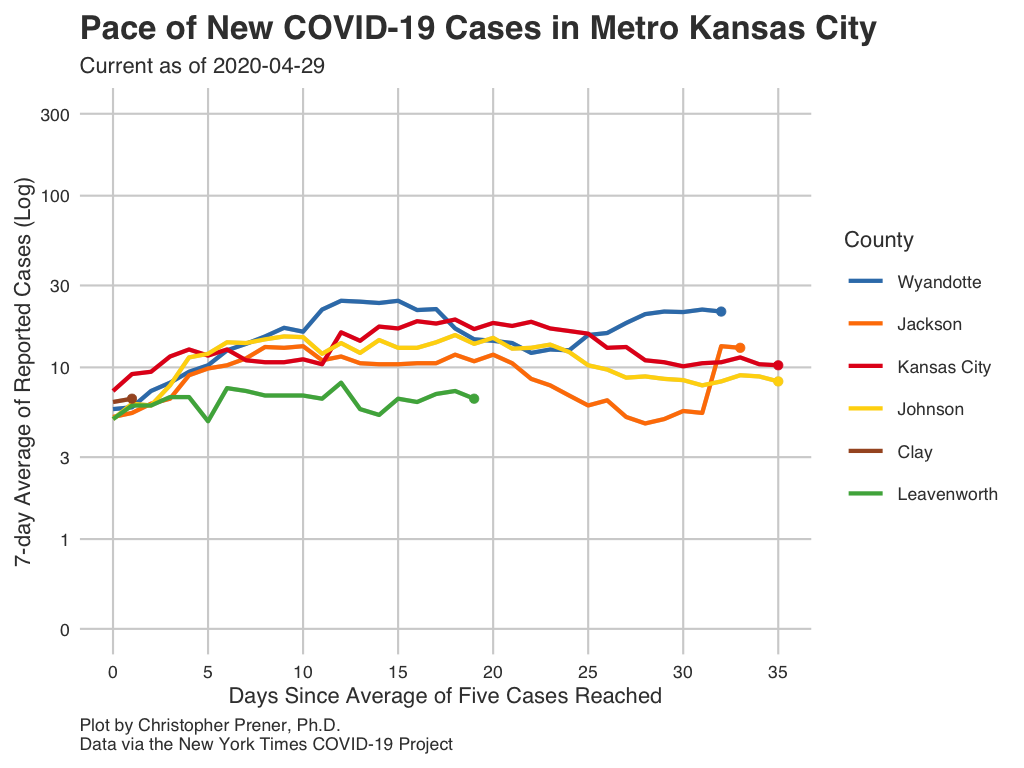 Pace of New COVID-19 Cases in Metro Kansas City
Current as of 2020-04-29
7-day Average of Reported Cases (Log)
300
100
30
10
3
1
0
0 5 10 15 20 25 30 35
Days Since Average of Five Cases Reached
County
Wyandotte
Jackson
Kansas City
Johnson
Clay
Leavenworth
Plot by Christopher Prener, Ph.D.
Data via the New York Times COVID-19 Project